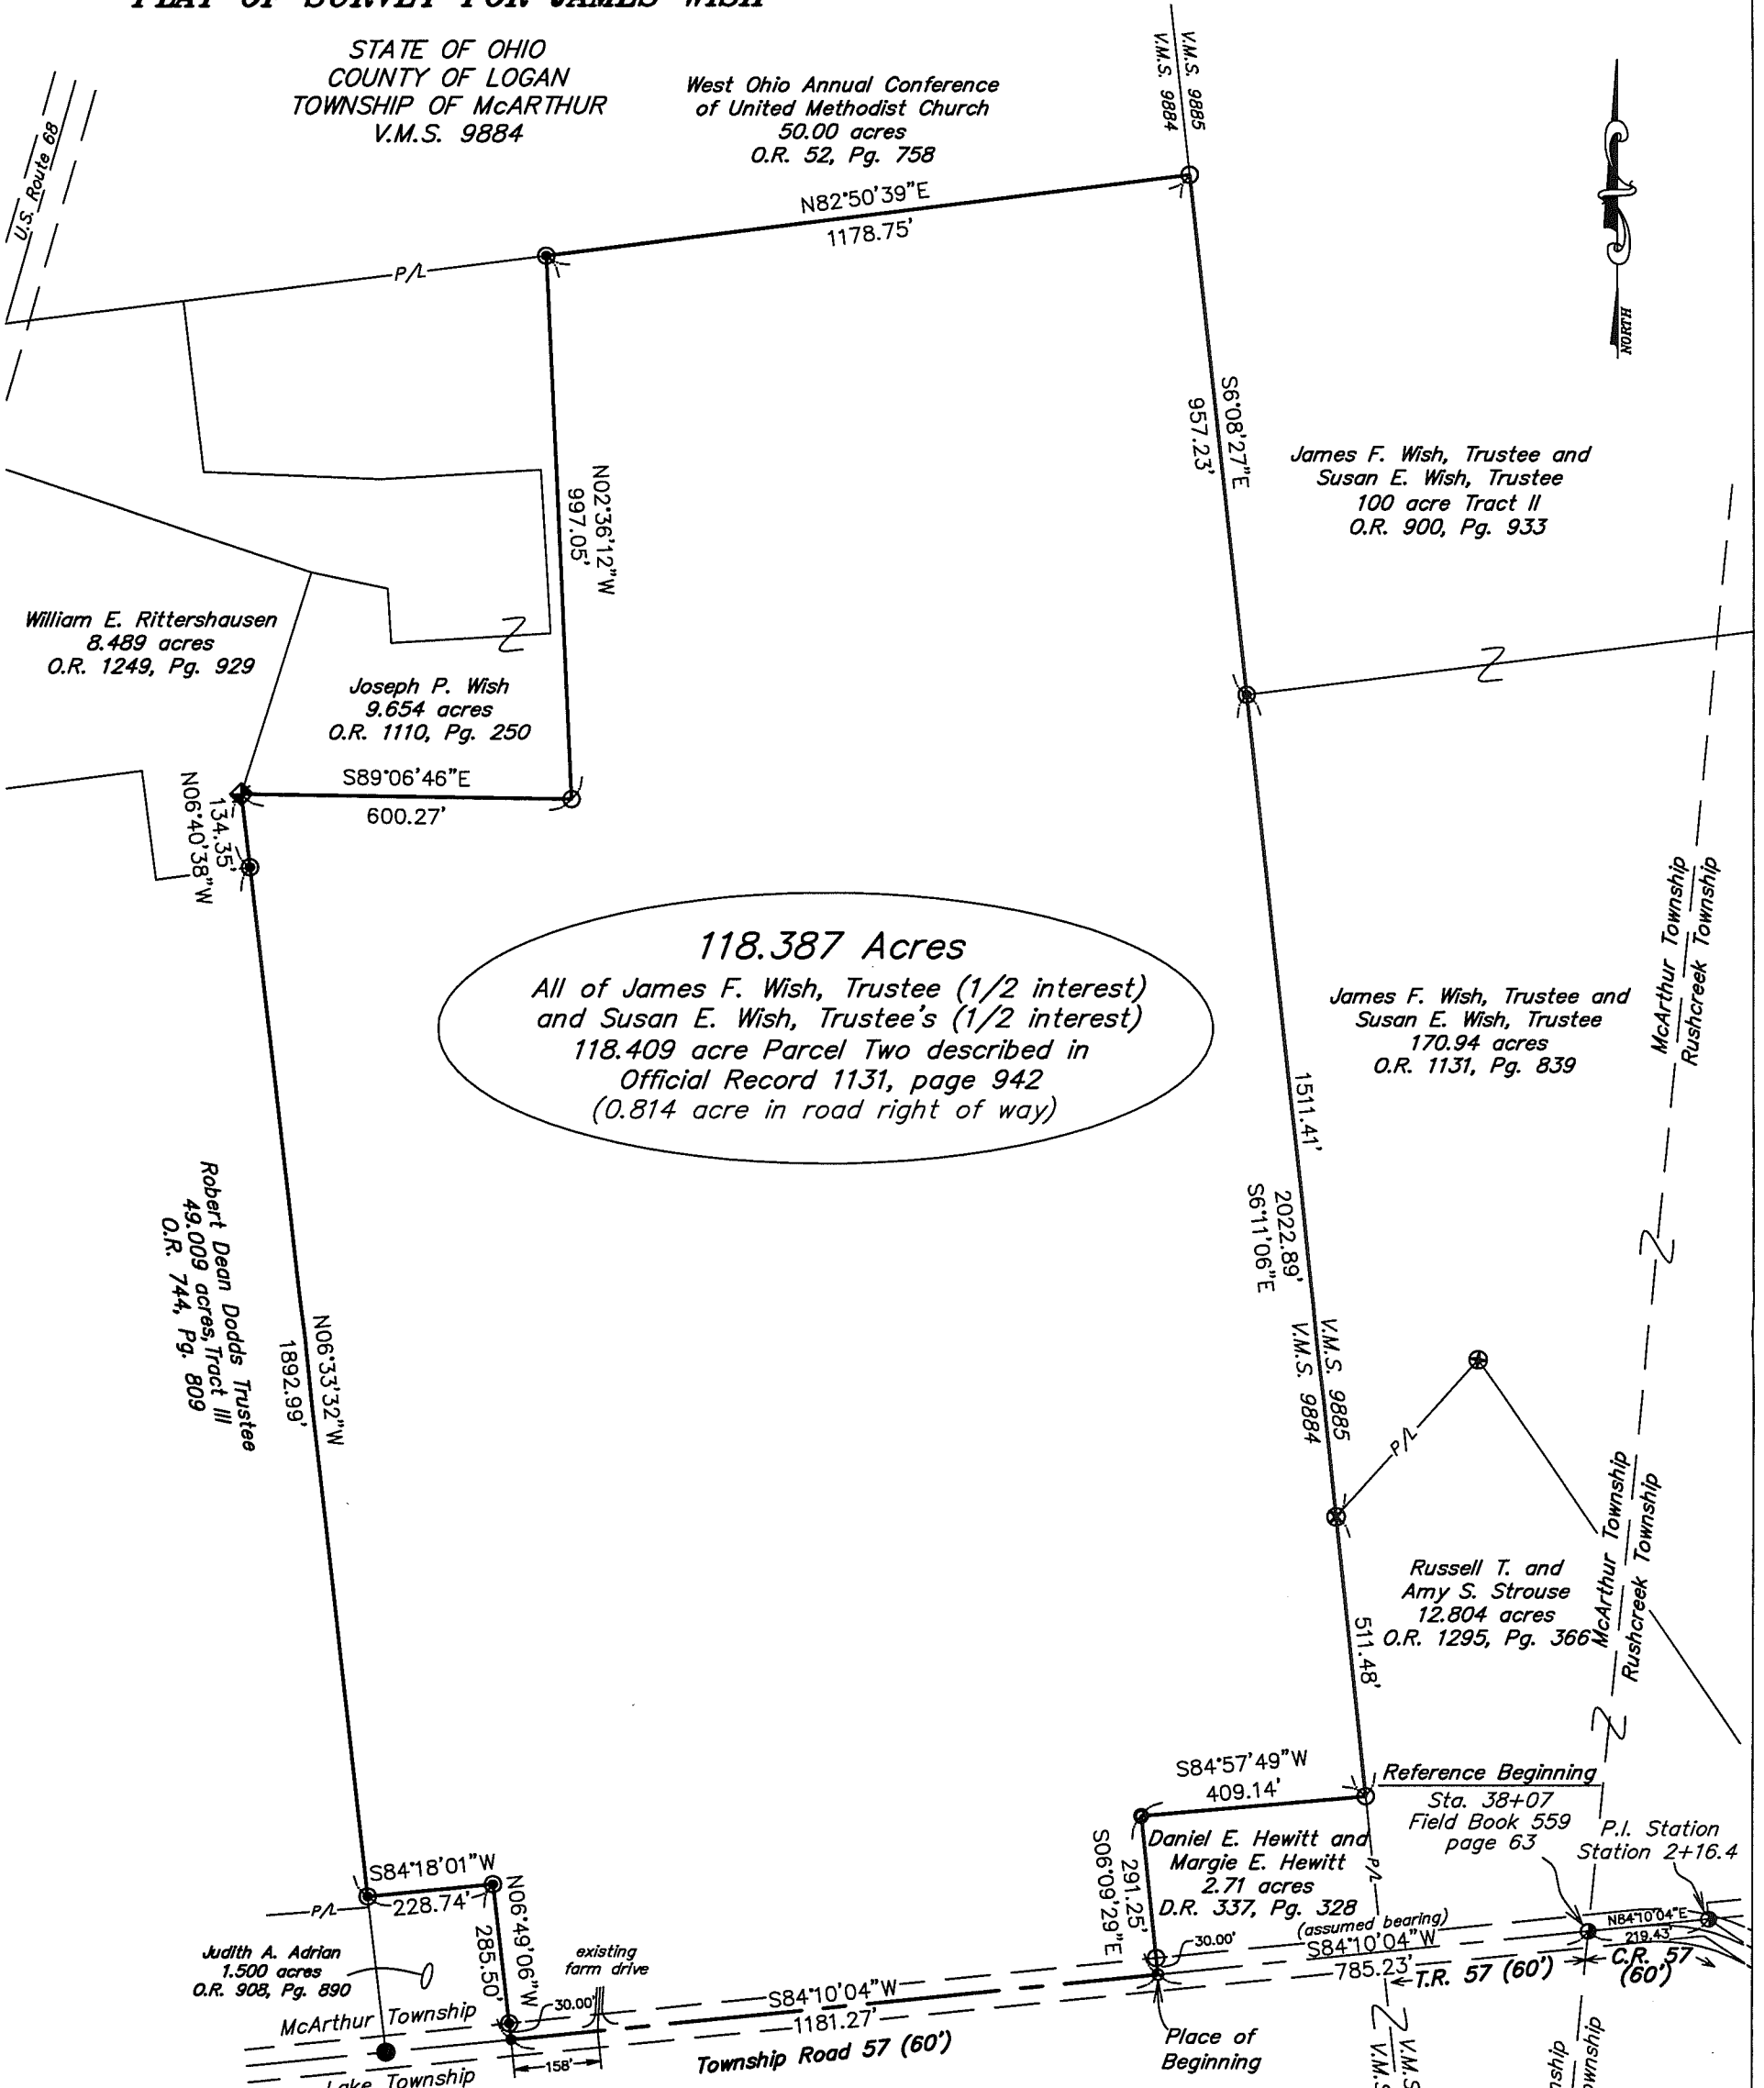 PLAT OF SURVEY FOR JAMES WISH
STATE OF OHIO
COUNTY OF LOGAN
TOWNSHIP OF McARTHUR
V.M.S. 9884
West Ohio Annual Conference
of United Methodist Church
50.00 acres
O.R. 52, Pg. 758
V.M.S. 9885
V.M.S. 9884
U.S. Route 68
NORTH
N82°50'39"E
1178.75'
P/L
S6°08'27"E
957.23'
James F. Wish, Trustee and
Susan E. Wish, Trustee
100 acre Tract II
O.R. 900, Pg. 933
N02°36'12"W
997.05'
William E. Rittershausen
8.489 acres
O.R. 1249, Pg. 929
Joseph P. Wish
9.654 acres
O.R. 1110, Pg. 250
S89°06'46"E
600.27'
134.35'
N06°40'38"W
118.387 Acres
All of James F. Wish, Trustee (1/2 interest)
and Susan E. Wish, Trustee's (1/2 interest)
118.409 acre Parcel Two described in
Official Record 1131, page 942
(0.814 acre in road right of way)
James F. Wish, Trustee and
Susan E. Wish, Trustee
170.94 acres
O.R. 1131, Pg. 839
McArthur Township
Rushcreek Township
1511.41'
2022.89'
S6°11'06"E
V.M.S. 9885
V.M.S. 9884
Robert Dean Dodds Trustee
49.009 acres, Tract III
O.R. 744, Pg. 809
N06°33'32"W
1892.99'
P/L
McArthur Township
Rushcreek Township
Russell T. and
Amy S. Strouse
12.804 acres
O.R. 1295, Pg. 366
511.48'
S84°57'49"W
409.14'
Reference Beginning
Sta. 38+07
Field Book 559
page 63
P.I. Station
Station 2+16.4
Daniel E. Hewitt and
Margie E. Hewitt
2.71 acres
D.R. 337, Pg. 328
P/L
291.25'
S06°09'29"E
S84°18'01"W
228.74'
P/L
N06°49'06"W
285.50'
(assumed bearing)
S84°10'04"W
785.23'
30.00'
N84°10'04"E
219.43'
T.R. 57 (60')
C.R. 57
(60')
Judith A. Adrian
1.500 acres
O.R. 908, Pg. 890
existing
farm drive
30.00'
S84°10'04"W
1181.27'
McArthur Township
Lake Township
158'
Township Road 57 (60')
Place of
Beginning
V.M.S
V.M.S
nship
ownship